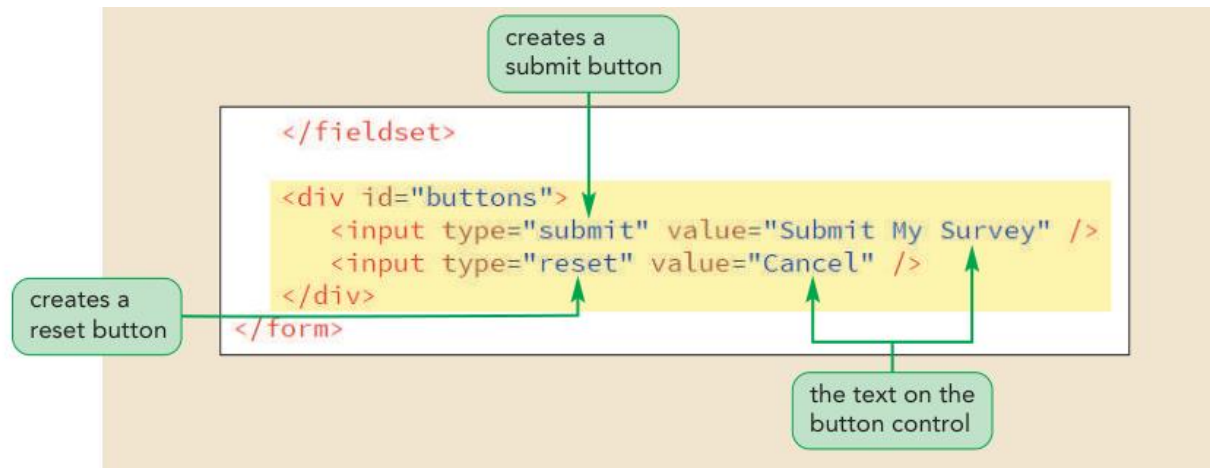 creates a
submit button
</fieldset>
<div id="buttons">
<input type="submit" value="Submit My Survey" />
<input type="reset" value="Cancel" />
</div>
</form>
creates a
reset button
the text on the
button control